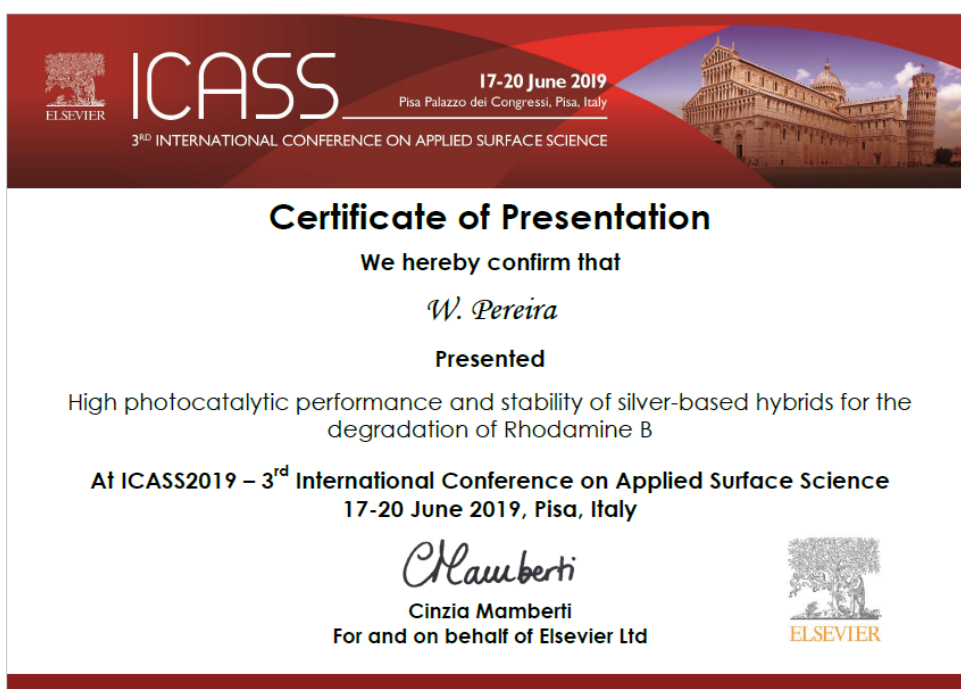 ELSEVIER
ICASS
17-20 June 2019
Pisa Palazzo dei Congressi, Pisa, Italy
3RD INTERNATIONAL CONFERENCE ON APPLIED SURFACE SCIENCE
Certificate of Presentation
We hereby confirm that
W. Pereira
Presented
High photocatalytic performance and stability of silver-based hybrids for the
degradation of Rhodamine B
At ICASS2019 – 3rd International Conference on Applied Surface Science
17-20 June 2019, Pisa, Italy
CMamberti
Cinzia Mamberti
For and on behalf of Elsevier Ltd
ELSEVIER